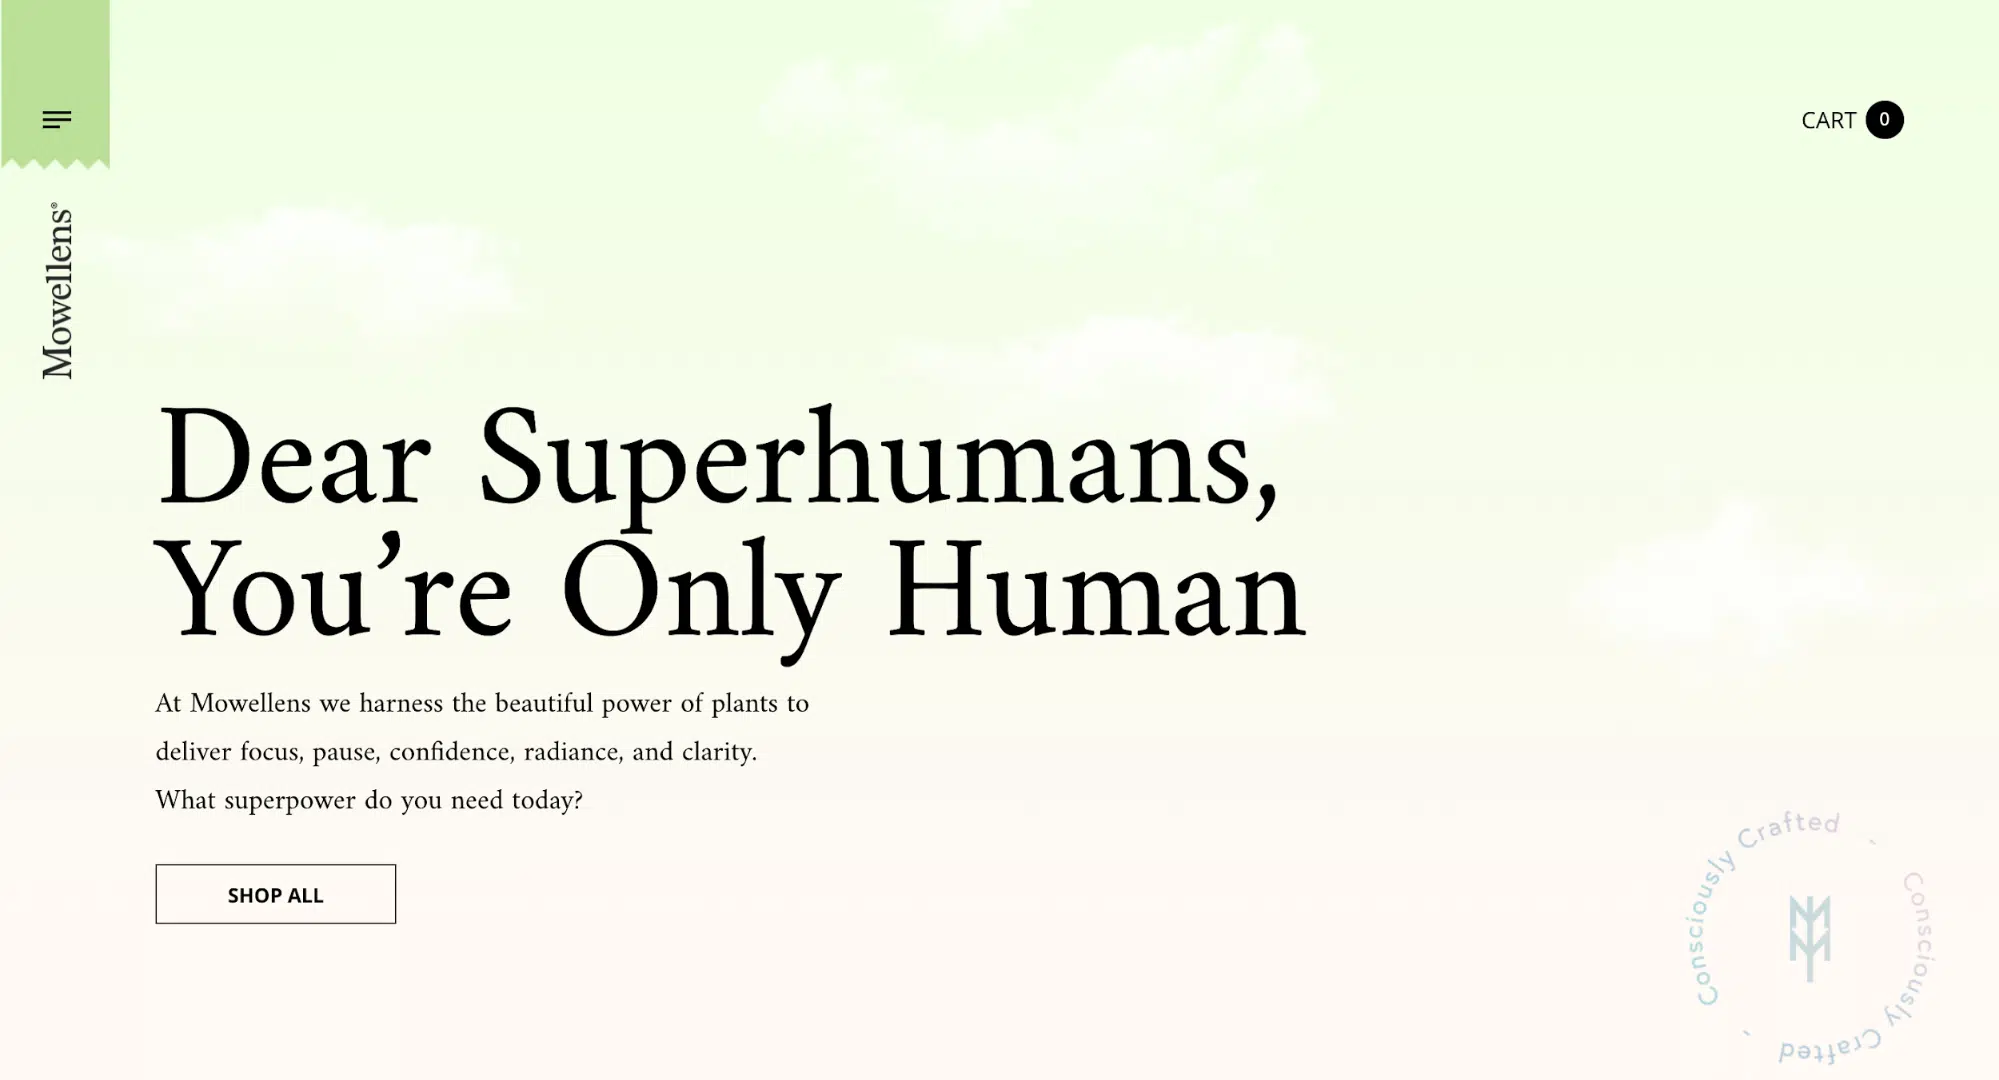 CART 0
Mowellens®
Dear Superhumans,
You’re Only Human
At Mowellens we harness the beautiful power of plants to
deliver focus, pause, confidence, radiance, and clarity.
What superpower do you need today?
SHOP ALL
Consciously Crafted
Consciously Crafted